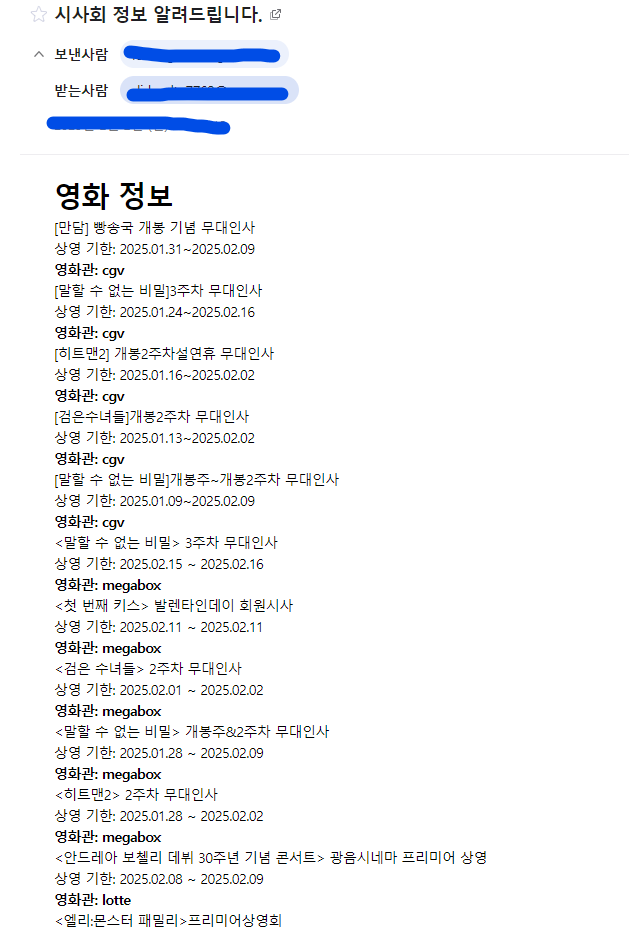 시사회 정보 알려드립니다.
보낸사람
받는사람
영화 정보
[만담] 빵송국 개봉 기념 무대인사
상영 기한: 2025.01.31~2025.02.09
영화관: cgv
[말할 수 없는 비밀]3주차 무대인사
상영 기한: 2025.01.24~2025.02.16
영화관: cgv
[히트맨2] 개봉2주차설연휴 무대인사
상영 기한: 2025.01.16~2025.02.02
영화관: cgv
[검은수녀들]개봉2주차 무대인사
상영 기한: 2025.01.13~2025.02.02
영화관: cgv
[말할 수 없는 비밀]개봉주~개봉2주차 무대인사
상영 기한: 2025.01.09~2025.02.09
영화관: cgv
<말할 수 없는 비밀> 3주차 무대인사
상영 기한: 2025.02.15 ~ 2025.02.16
영화관: megabox
<첫 번째 키스> 발렌타인데이 회원시사
상영 기한: 2025.02.11 ~ 2025.02.11
영화관: megabox
<검은 수녀들> 2주차 무대인사
상영 기한: 2025.02.01 ~ 2025.02.02
영화관: megabox
<말할 수 없는 비밀> 개봉주&2주차 무대인사
상영 기한: 2025.01.28 ~ 2025.02.09
영화관: megabox
<히트맨2> 2주차 무대인사
상영 기한: 2025.01.28 ~ 2025.02.02
영화관: megabox
<안드레아 보첼리 데뷔 30주년 기념 콘서트> 광음시네마 프리미어 상영
상영 기한: 2025.02.08 ~ 2025.02.09
영화관: lotte
<엘리:몬스터 패밀리>프리미어상영회